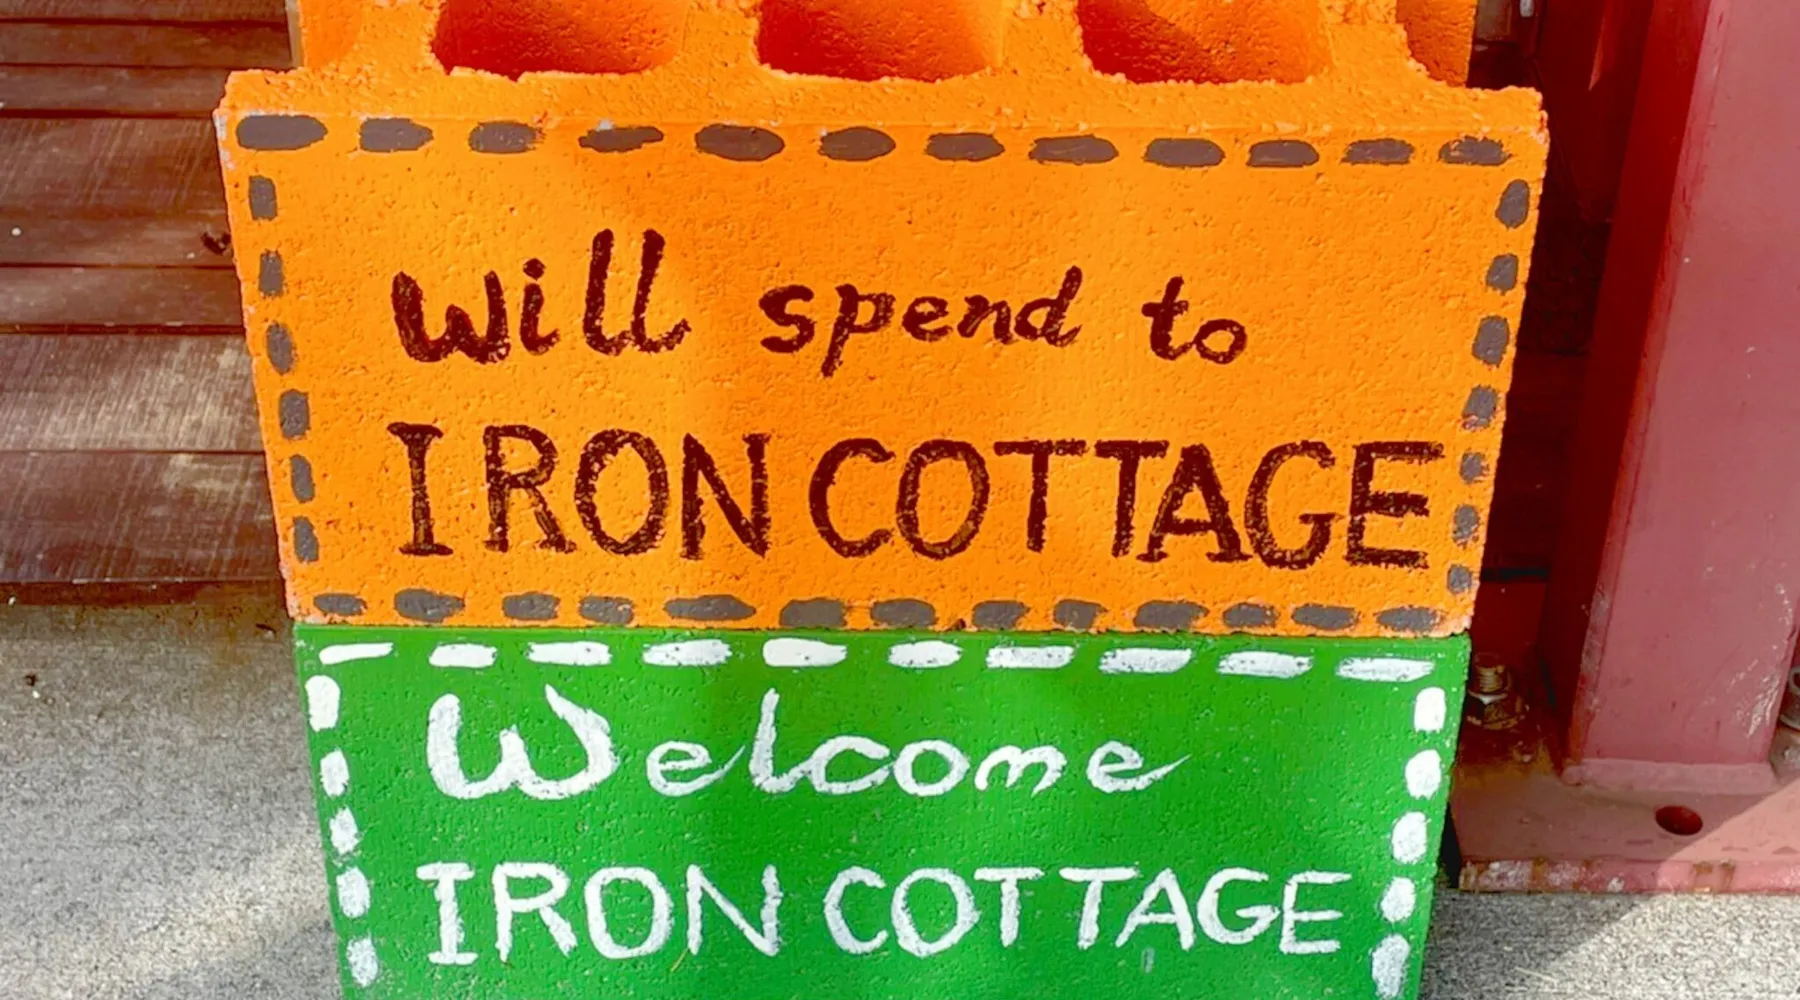 will spend to
IRON COTTAGE
Welcome
IRON COTTAGE